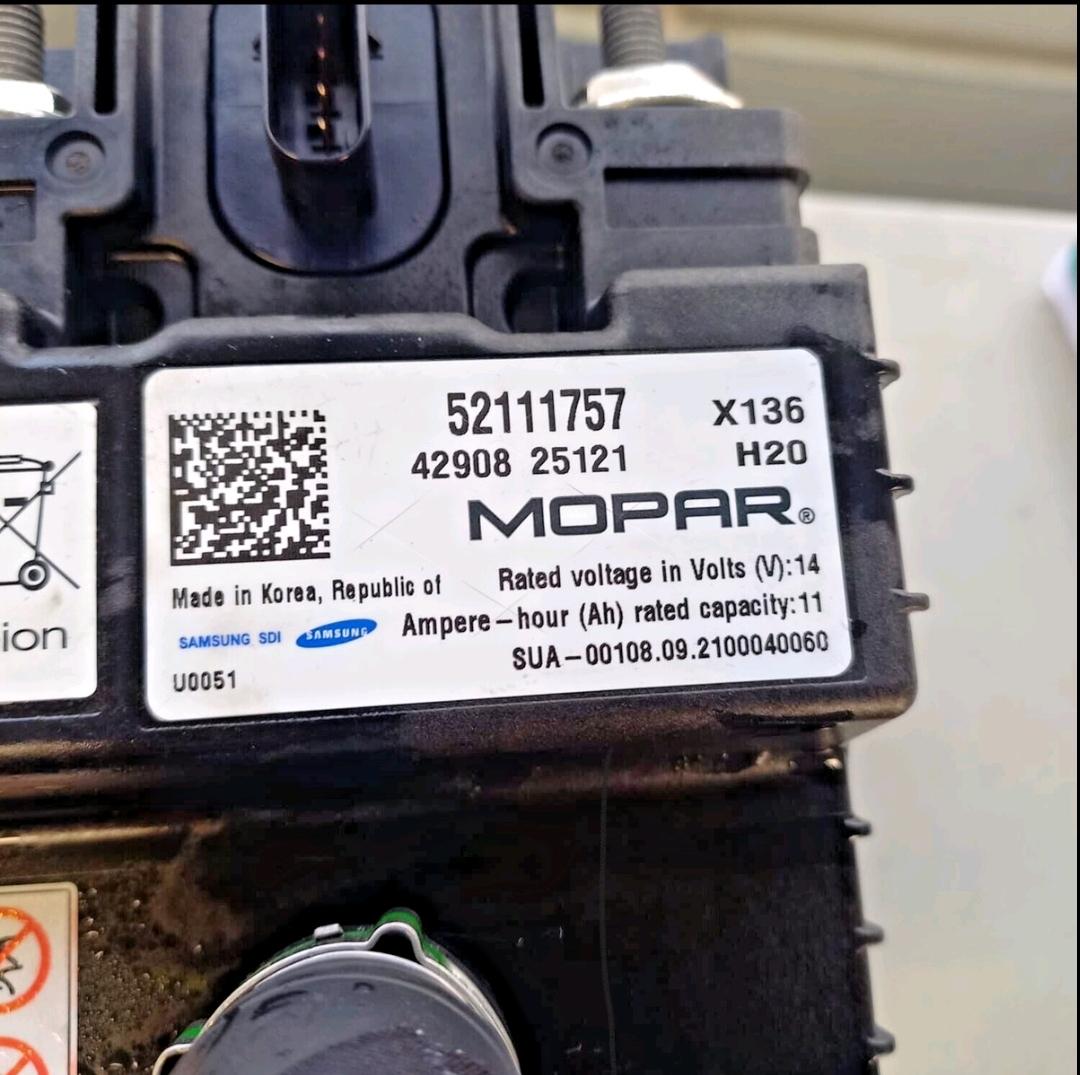 52111757 X136
42908 25121 H20
MOPAR®
Made in Korea, Republic of
Rated voltage in Volts (V):14
SAMSUNG SDI SAMSUNG
Ampere-hour (Ah) rated capacity:11
U0051
SUA-00108.09.2100040060
ion